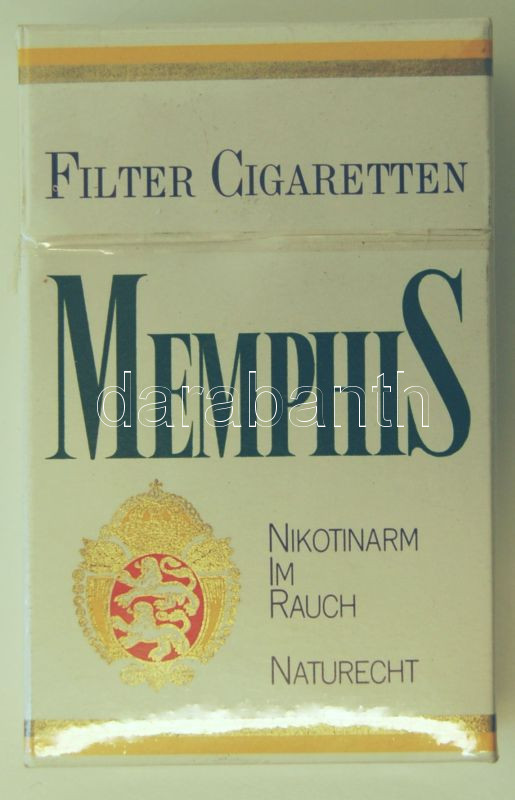 FILTER CIGARETTEN
MEMPHIS
darabanth
NIKOTINARM
IM
RAUCH
NATURECHT